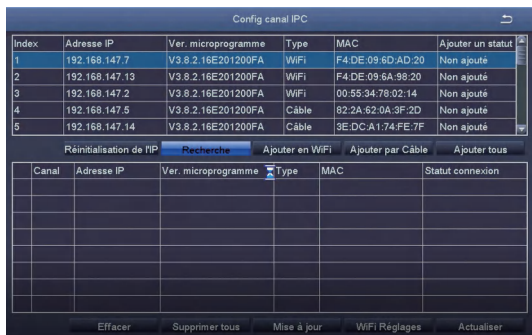 Config canal IPC
Index Adresse IP Ver. microprogramme Type MAC Ajouter un statut
1 192.168.147.7 V3.8.2.16E201200FA WiFi F4:DE:09:6D:AD:20 Non ajouté
2 192.168.147.13 V3.8.2.16E201200FA WiFi F4:DE:09:6A:98:20 Non ajouté
3 192.168.147.2 V3.8.2.16E201200FA WiFi 00:55:34:78:02:14 Non ajouté
4 192.168.147.5 V3.8.2.16E201200FA Câble 82:2A:62:0A:3F:2D Non ajouté
5 192.168.147.14 V3.8.2.16E201200FA Câble 3E:DC:A1:74:FE:7F Non ajouté
Réinitialisation de l'IP Recherche Ajouter en WiFi Ajouter par Câble Ajouter tous
Canal Adresse IP Ver. microprogramme Type MAC Statut connexion
Effacer Supprimer tous Mise à jour WiFi Réglages Actualiser